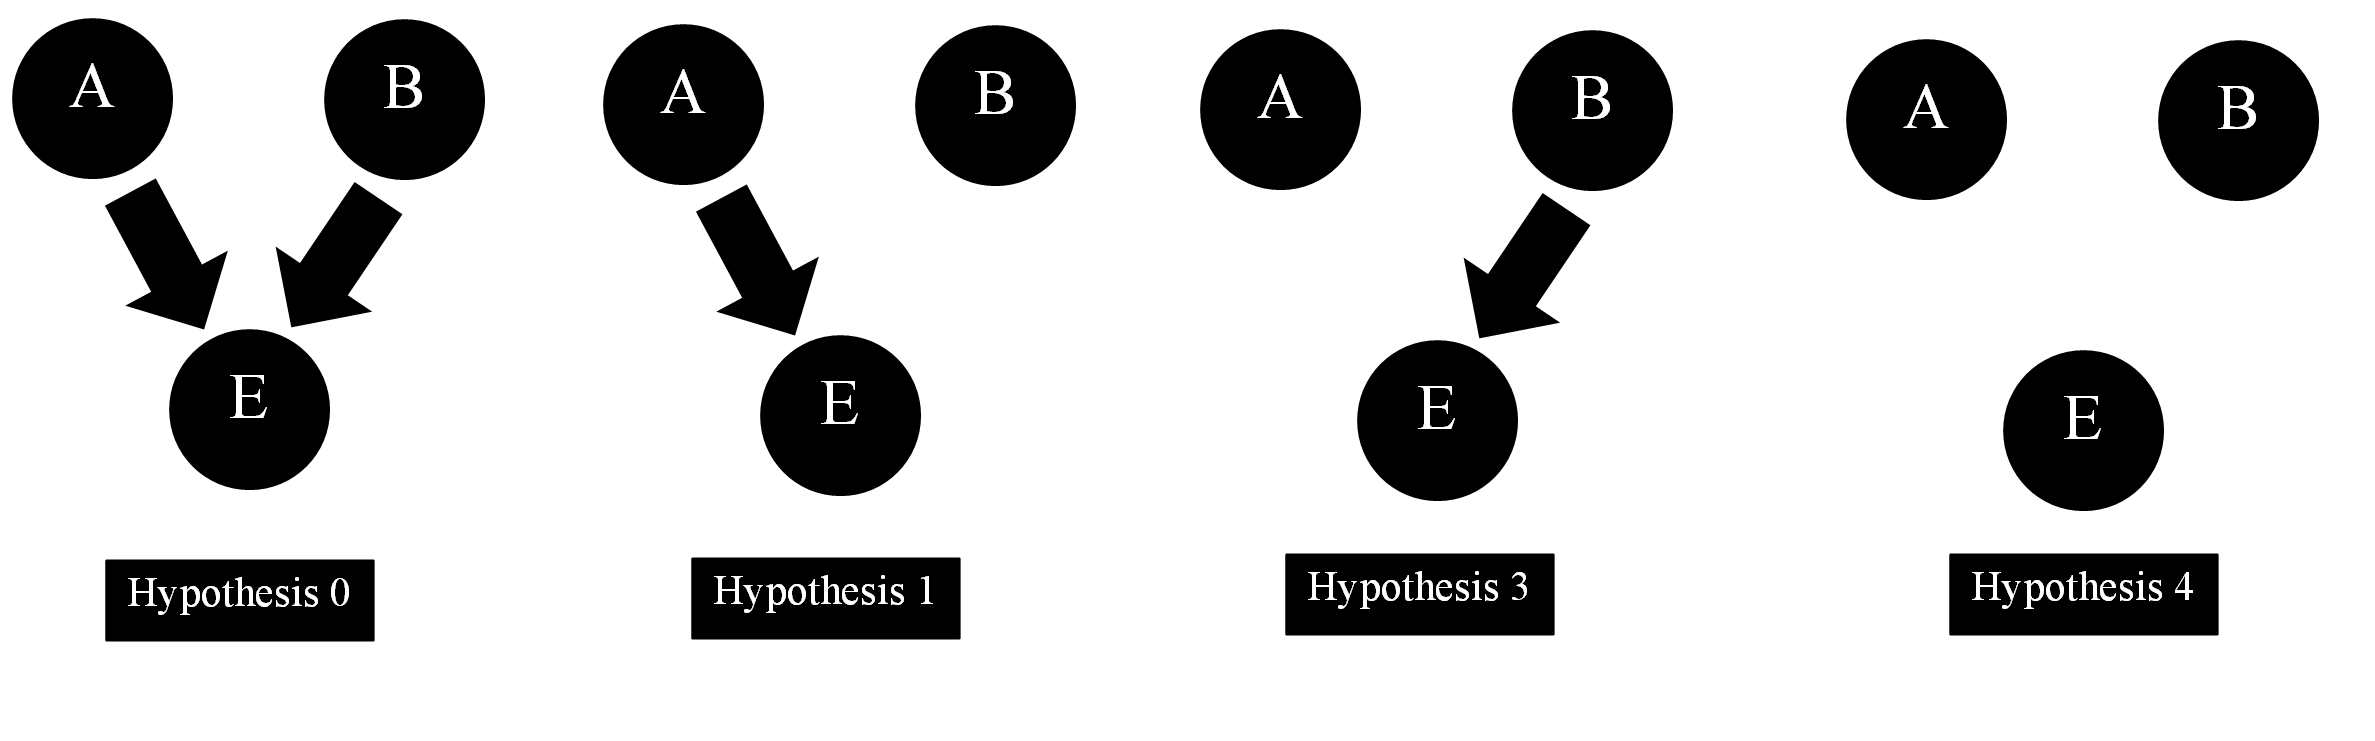 A B
E
Hypothesis 0
A B
E
Hypothesis 1
A B
E
Hypothesis 3
A B
E
Hypothesis 4